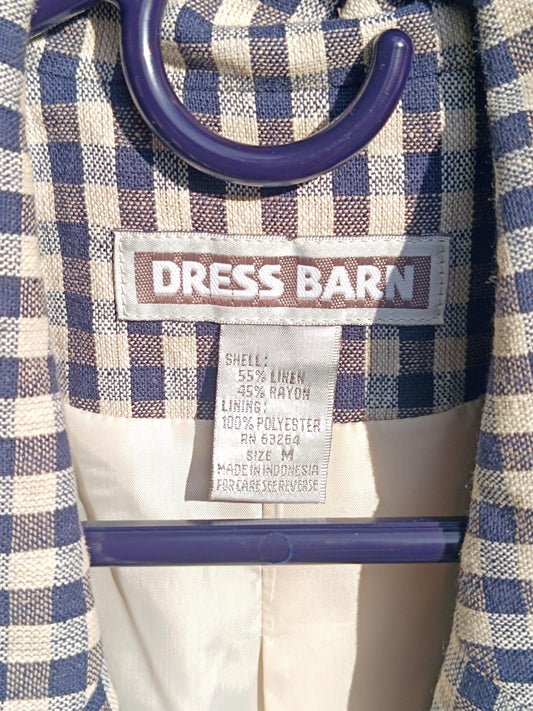 DRESS BARN
SHELL:
55% LINEN
45% RAYON
LINING:
100% POLYESTER
RN 63264
SIZE M
MADE IN INDONESIA
FOR CARE SEE REVERSE